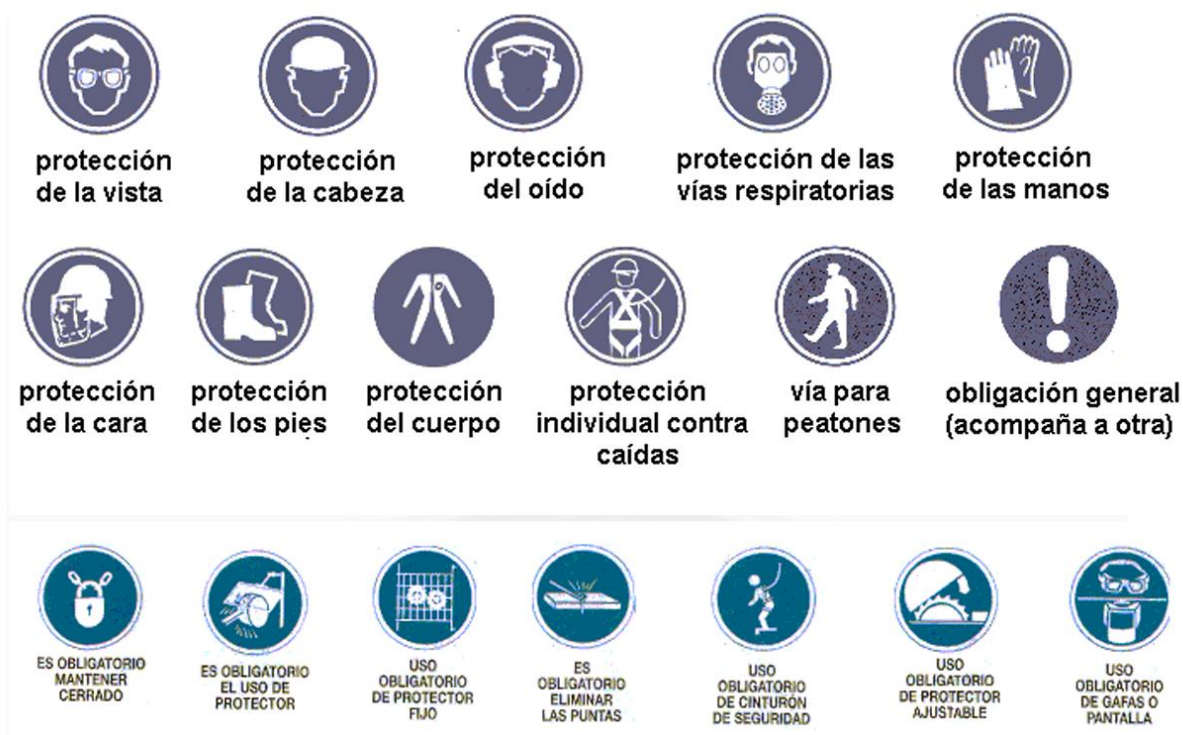 protección
de la vista
protección
de la cabeza
protección
del oído
protección de las
vías respiratorias
protección
de las manos
protección
de la cara
protección
de los pies
protección
del cuerpo
protección
individual contra
caídas
vía para
peatones
obligación general
(acompaña a otra)
ES OBLIGATORIO
MANTENER
CERRADO
ES OBLIGATORIO
EL USO DE
PROTECTOR
USO
OBLIGATORIO
DE PROTECTOR
FIJO
ES
OBLIGATORIO
ELIMINAR
LAS PUNTAS
USO
OBLIGATORIO
DE CINTURÓN
DE SEGURIDAD
USO
OBLIGATORIO
DE PROTECTOR
AJUSTABLE
USO
OBLIGATORIO
DE GAFAS O
PANTALLA